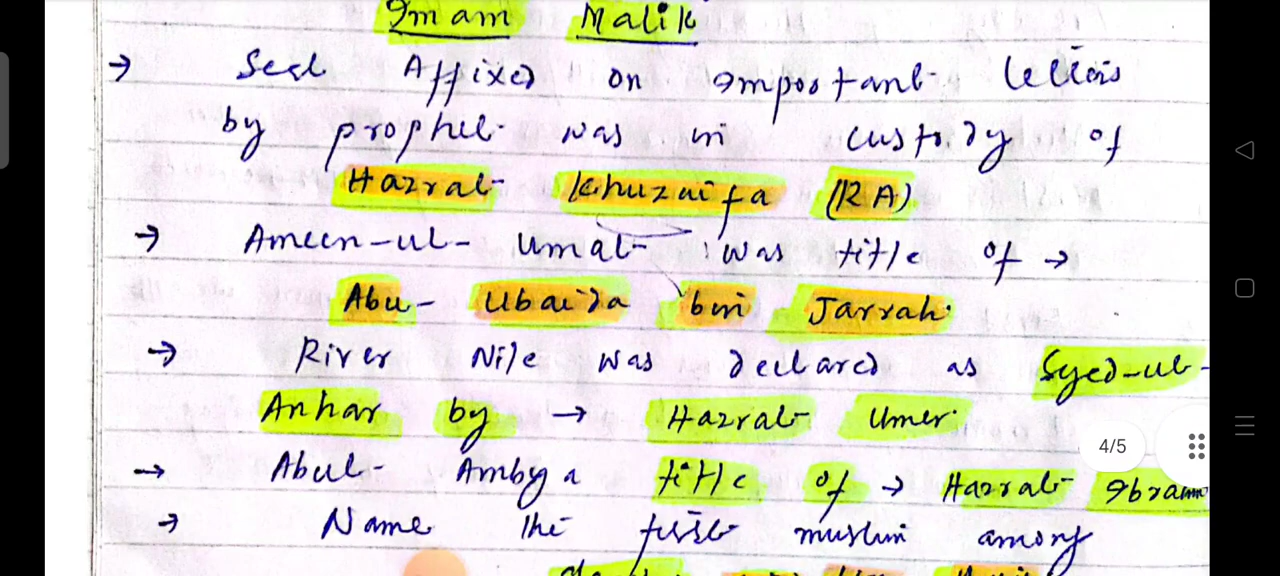 Imam Malik
→ Seal Affixed on Important letters
by prophet was in custody of
Hazrat Khuzaifa (RA)
→ Ameen-ul-Umat was title of →
Abu-Ubaida bin Jarrah.
→ River Nile was declared as Syed-ul-
Anhar by → Hazrat Umer.
4/5
→ Abul-Ambya title of → Hazrat
→ Name the first muslim among